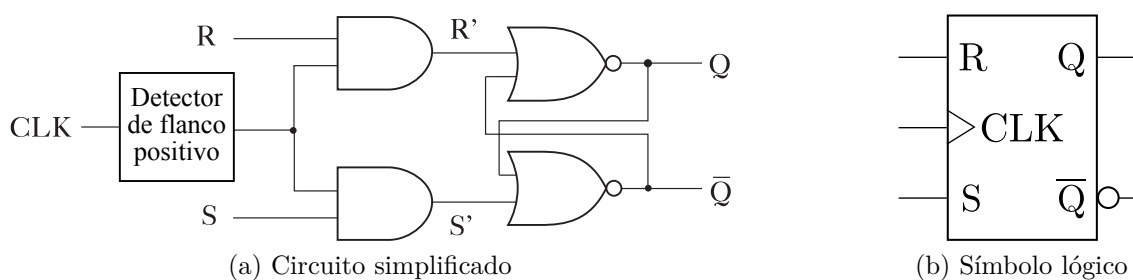 R
R'
Q
CLK
Detector
de flanco
positivo
S
S'
Q̅
(a) Circuito simplificado
R
Q
CLK
S
Q̅
(b) Símbolo lógico